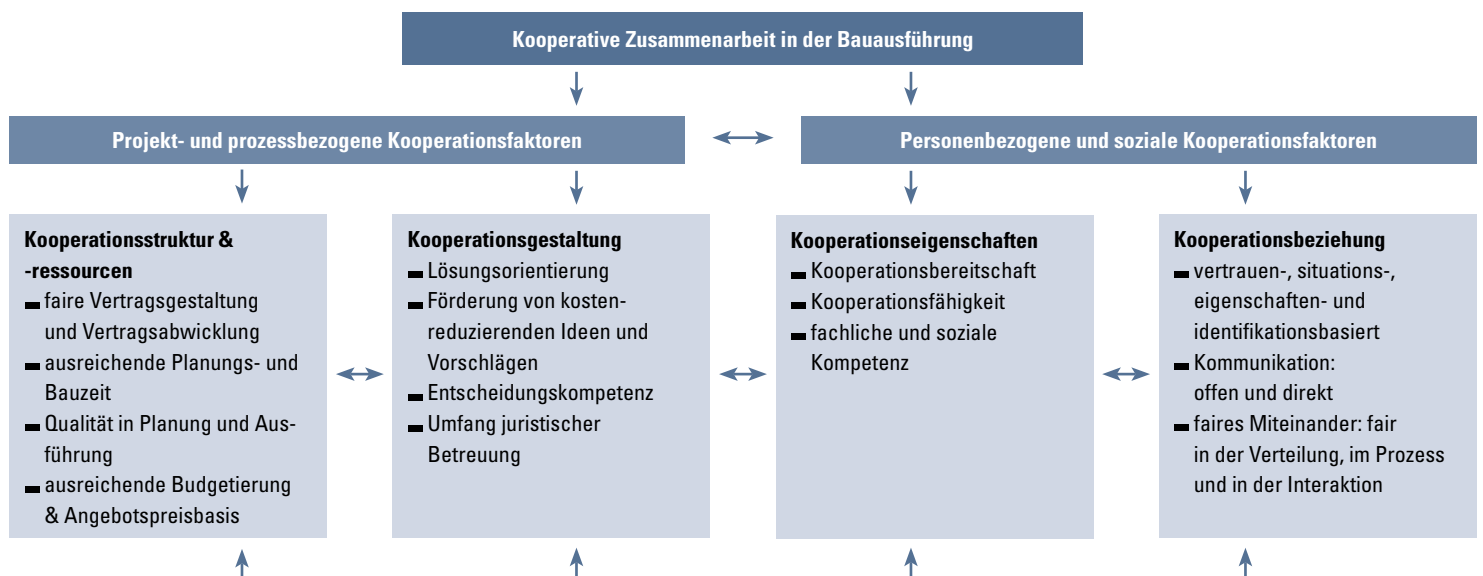 Kooperative Zusammenarbeit in der Bauausführung
Projekt- und prozessbezogene Kooperationsfaktoren
Personenbezogene und soziale Kooperationsfaktoren
Kooperationsstruktur &
-ressourcen
faire Vertragsgestaltung
und Vertragsabwicklung
ausreichende Planungs- und
Bauzeit
Qualität in Planung und Aus-
führung
ausreichende Budgetierung
& Angebotspreisbasis
Kooperationsgestaltung
Lösungsorientierung
Förderung von kosten-
reduzierenden Ideen und
Vorschlägen
Entscheidungskompetenz
Umfang juristischer
Betreuung
Kooperationseigenschaften
Kooperationsbereitschaft
Kooperationsfähigkeit
fachliche und soziale
Kompetenz
Kooperationsbeziehung
vertrauen-, situations-,
eigenschaften- und
identifikationsbasiert
Kommunikation:
offen und direkt
faires Miteinander: fair
in der Verteilung, im Prozess
und in der Interaktion